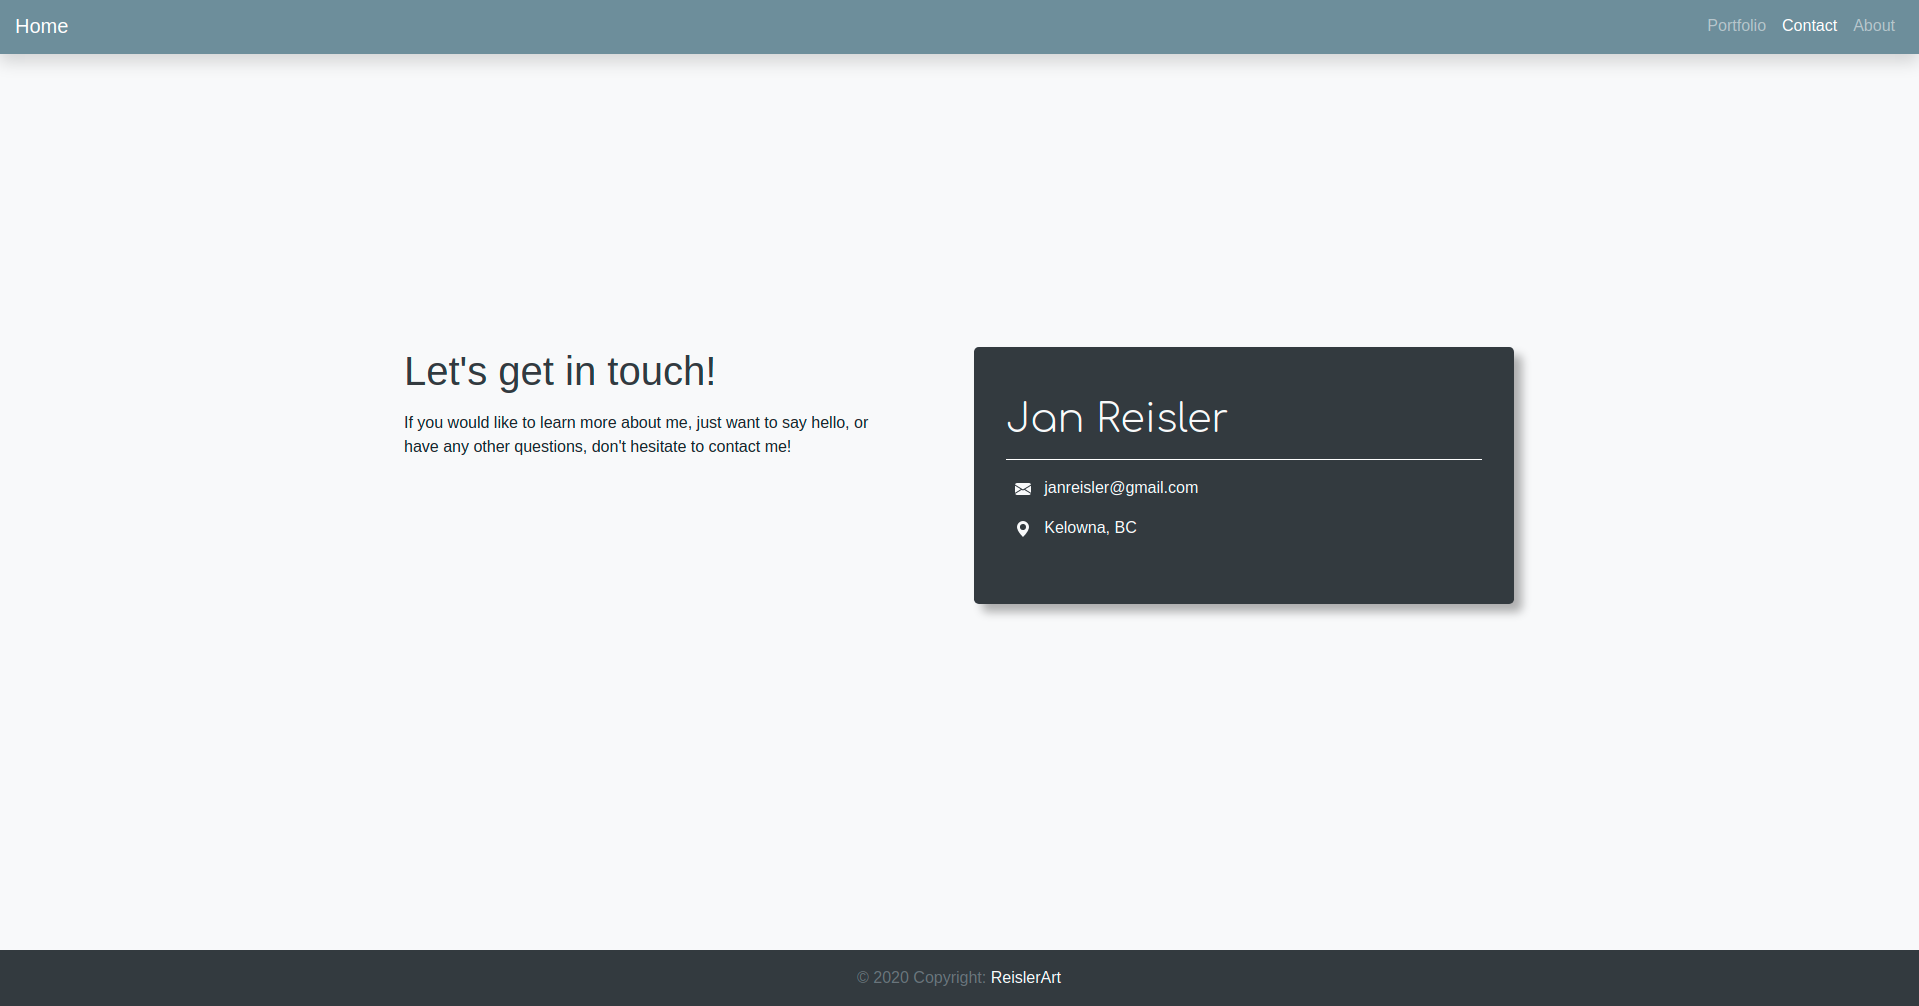 Home
Portfolio Contact About
Let's get in touch!
If you would like to learn more about me, just want to say hello, or
have any other questions, don't hesitate to contact me!
Jan Reisler
janreisler@gmail.com
Kelowna, BC
© 2020 Copyright: ReislerArt